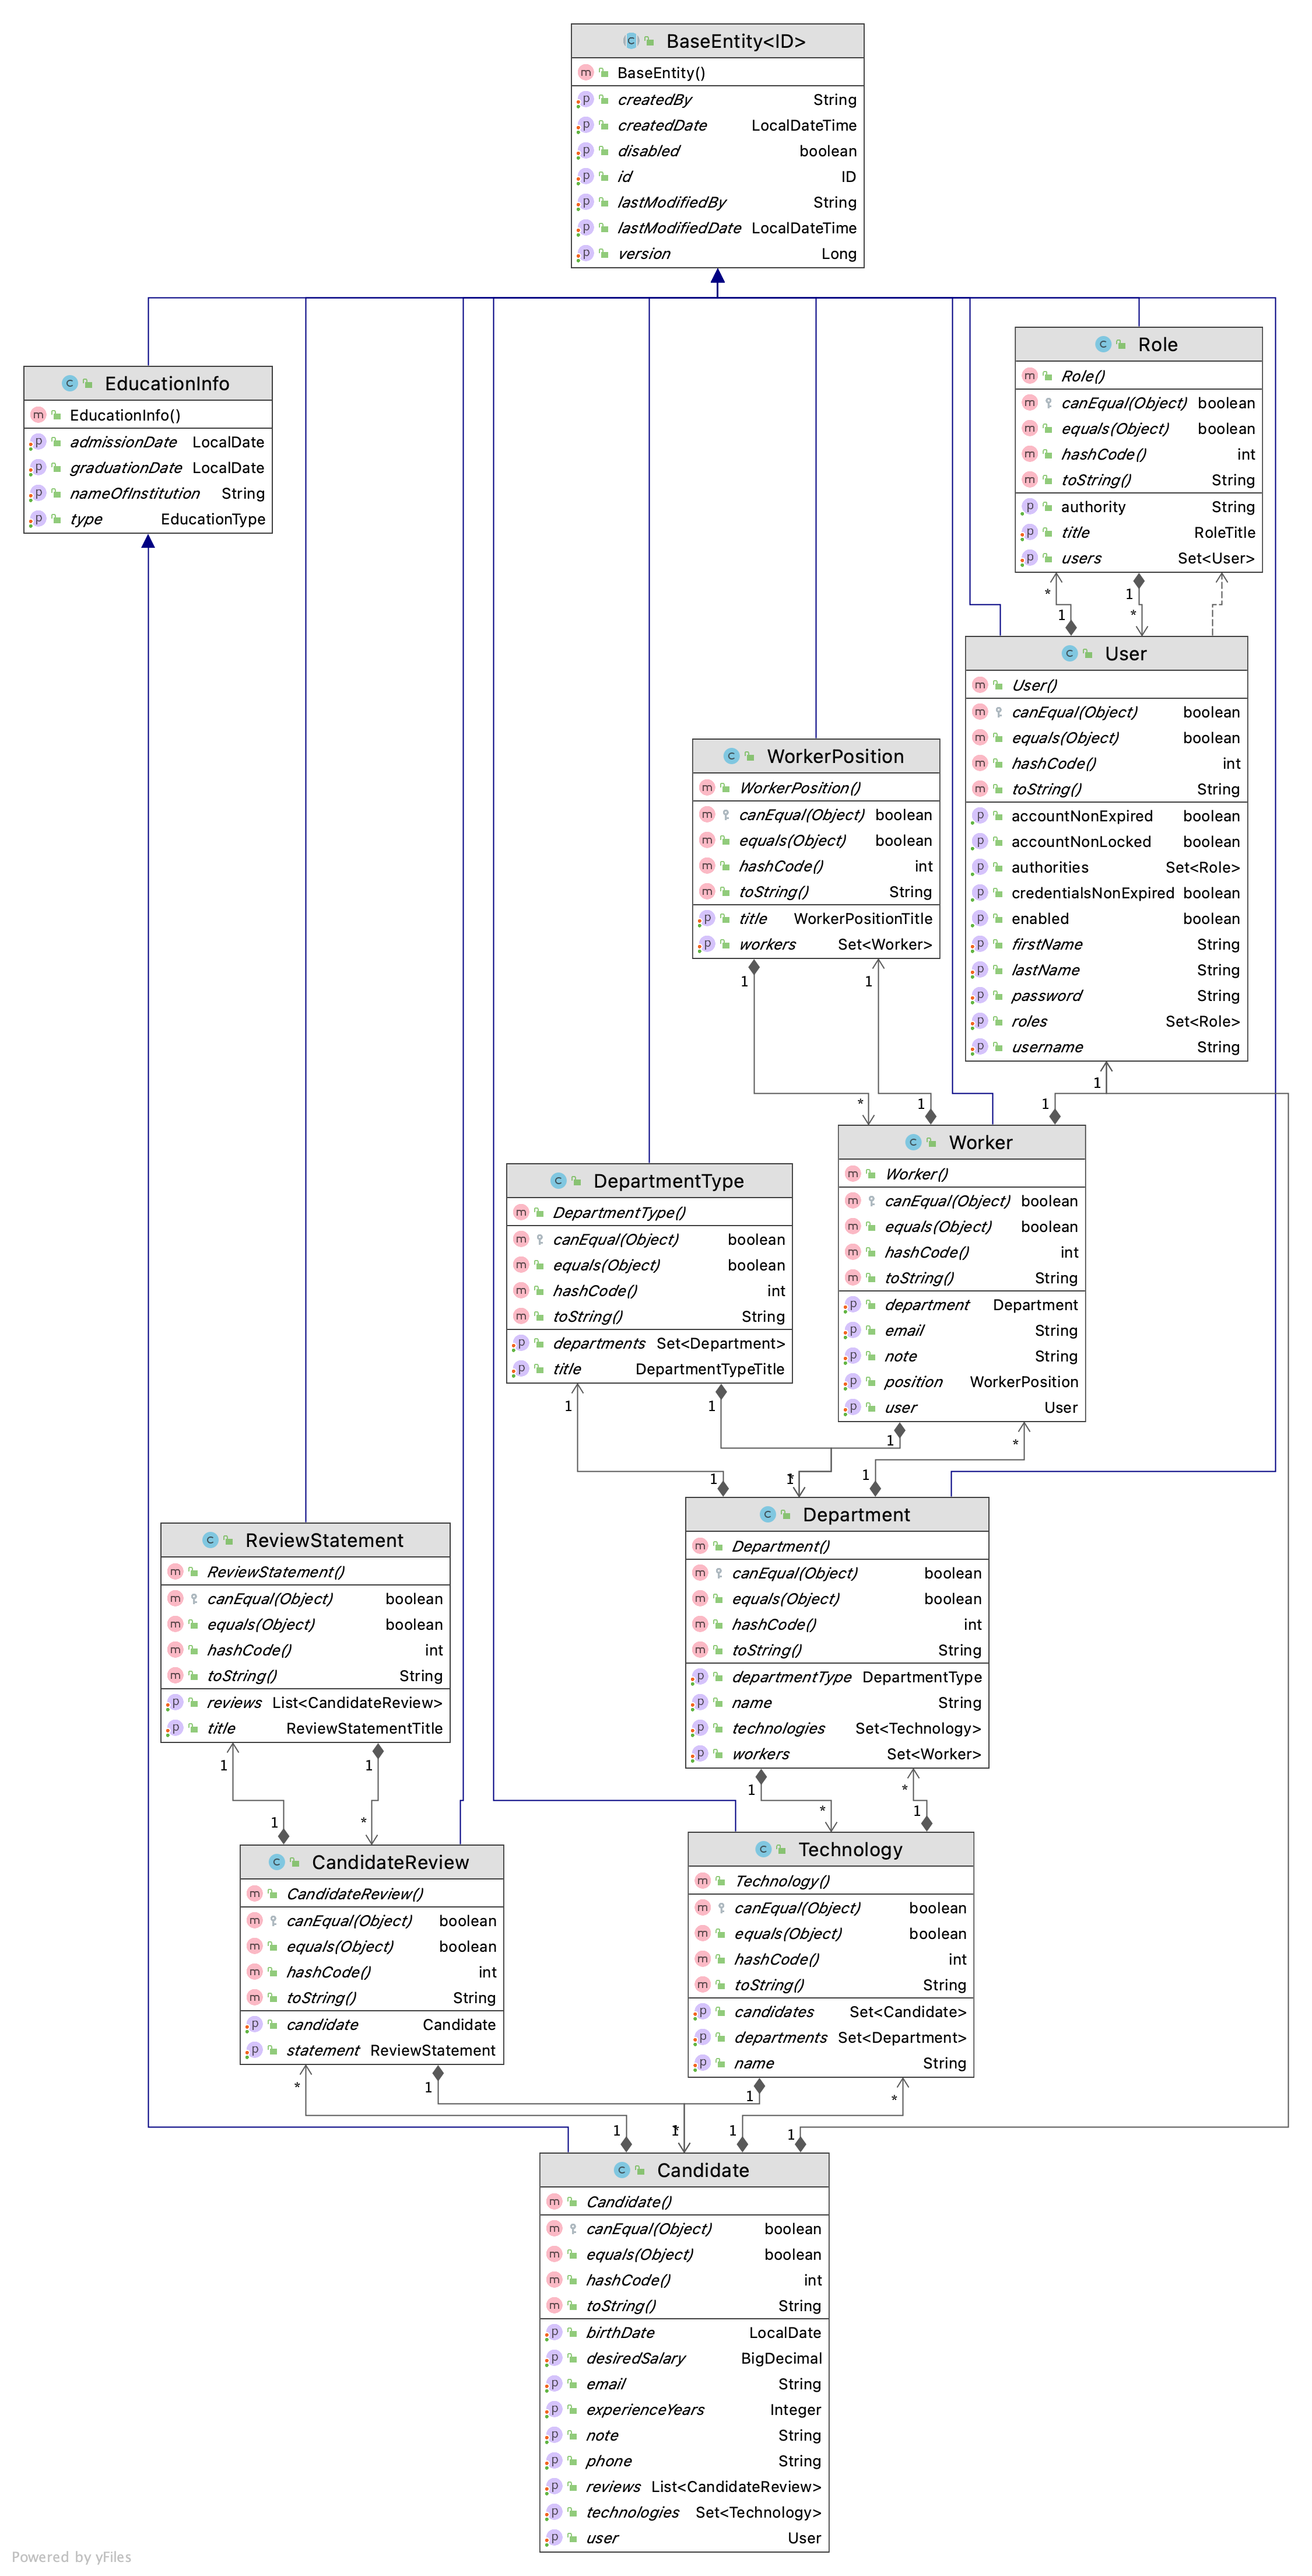 BaseEntity<ID>
BaseEntity()
createdBy String
createdDate LocalDateTime
disabled boolean
id ID
lastModifiedBy String
lastModifiedDate LocalDateTime
version Long
EducationInfo
EducationInfo()
admissionDate LocalDate
graduationDate LocalDate
nameOfInstitution String
type EducationType
Role
Role()
canEqual(Object) boolean
equals(Object) boolean
hashCode() int
toString() String
authority String
title RoleTitle
users Set<User>
* 1
1 *
User
User()
canEqual(Object) boolean
equals(Object) boolean
hashCode() int
toString() String
accountNonExpired boolean
accountNonLocked boolean
authorities Set<Role>
credentialsNonExpired boolean
enabled boolean
firstName String
lastName String
password String
roles Set<Role>
username String
WorkerPosition
WorkerPosition()
canEqual(Object) boolean
equals(Object) boolean
hashCode() int
toString() String
title WorkerPositionTitle
workers Set<Worker>
1 1 1
* 1 1
Worker
Worker()
canEqual(Object) boolean
equals(Object) boolean
hashCode() int
toString() String
department Department
email String
note String
position WorkerPosition
user User
DepartmentType
DepartmentType()
canEqual(Object) boolean
equals(Object) boolean
hashCode() int
toString() String
departments Set<Department>
title DepartmentTypeTitle
1 1 1 *
1 1* 1
Department
Department()
canEqual(Object) boolean
equals(Object) boolean
hashCode() int
toString() String
departmentType DepartmentType
name String
technologies Set<Technology>
workers Set<Worker>
ReviewStatement
ReviewStatement()
canEqual(Object) boolean
equals(Object) boolean
hashCode() int
toString() String
reviews List<CandidateReview>
title ReviewStatementTitle
1 1
1 *
1 *
* 1
CandidateReview
CandidateReview()
canEqual(Object) boolean
equals(Object) boolean
hashCode() int
toString() String
candidate Candidate
statement ReviewStatement
Technology
Technology()
canEqual(Object) boolean
equals(Object) boolean
hashCode() int
toString() String
candidates Set<Candidate>
departments Set<Department>
name String
* 1 1 *
1 1* 1 1
Candidate
Candidate()
canEqual(Object) boolean
equals(Object) boolean
hashCode() int
toString() String
birthDate LocalDate
desiredSalary BigDecimal
email String
experienceYears Integer
note String
phone String
reviews List<CandidateReview>
technologies Set<Technology>
user User
Powered by yFiles